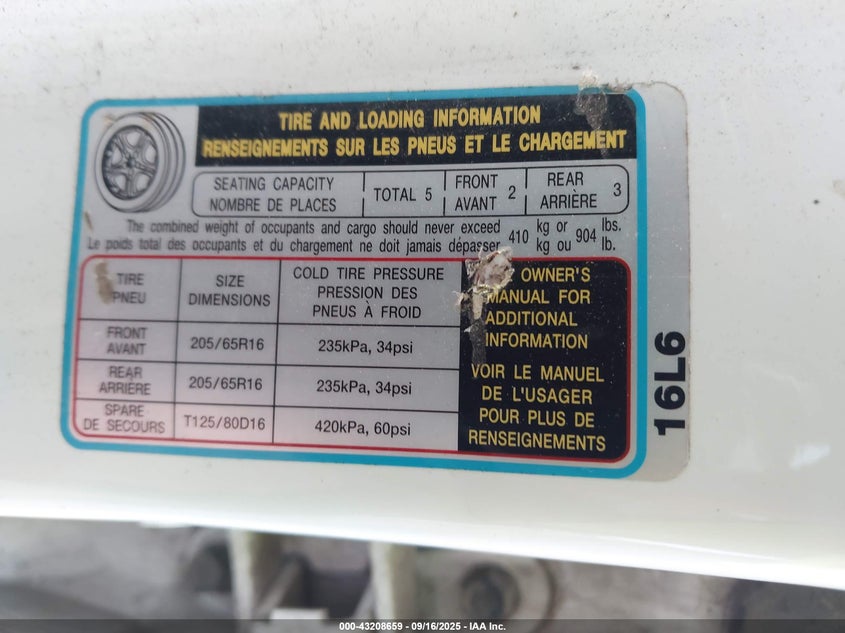 TIRE AND LOADING INFORMATION
RENSEIGNEMENTS SUR LES PNEUS ET LE CHARGEMENT
SEATING CAPACITY
NOMBRE DE PLACES
TOTAL 5
FRONT
AVANT
2
REAR
ARRIÈRE
3
The combined weight of occupants and cargo should never exceed
Le poids total des occupants et du chargement ne doit jamais dépasser
410
kg or
kg ou
904
lbs.
lb.
TIRE
PNEU
SIZE
DIMENSIONS
COLD TIRE PRESSURE
PRESSION DES
PNEUS À FROID
FRONT
AVANT
205/65R16
235kPa, 34psi
REAR
ARRIÈRE
205/65R16
235kPa, 34psi
SPARE
DE SECOURS
T125/80D16
420kPa, 60psi
OWNER'S
MANUAL FOR
ADDITIONAL
INFORMATION
VOIR LE MANUEL
DE L'USAGER
POUR PLUS DE
RENSEIGNEMENTS
16L6
000-43208659 - 09/16/2025 - IAA Inc.